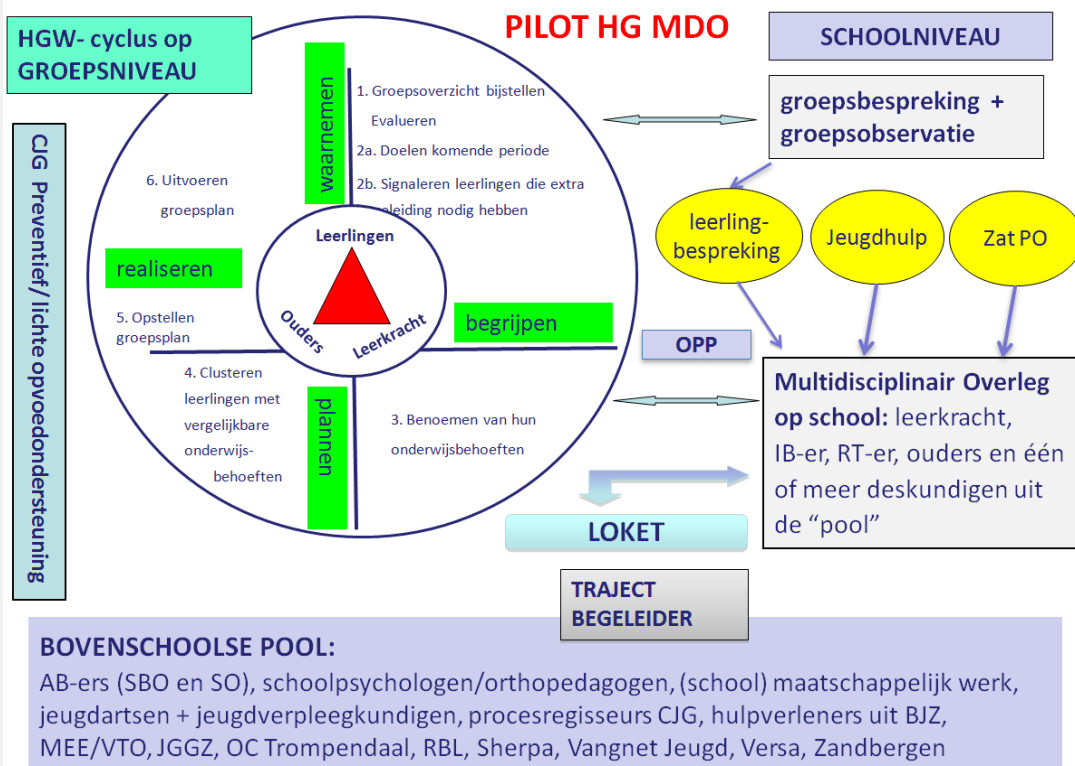 PILOT HG MDO
HGW- cyclus op
GROEPSNIVEAU
SCHOOLNIVEAU
CJG Preventief/ lichte opvoedondersteuning
waarnemen
1. Groepsoverzicht bijstellen
Evalueren
2a. Doelen komende periode
2b. Signaleren leerlingen die extra
eleiding nodig hebben
groepsbespreking +
groepsobservatie
6. Uitvoeren
groepsplan
Leerlingen
Ouders
Leerkracht
realiseren
begrijpen
5. Opstellen
groepsplan
4. Clusteren
leerlingen met
vergelijkbare
onderwijs-
behoeften
plannen
3. Benoemen van hun
onderwijsbehoeften
leerling-
bespreking
Jeugdhulp
Zat PO
OPP
Multidisciplinair Overleg
op school: leerkracht,
IB-er, RT-er, ouders en één
of meer deskundigen uit
de “pool”
LOKET
TRAJECT
BEGELEIDER
BOVENSCHOOLSE POOL:
AB-ers (SBO en SO), schoolpsychologen/orthopedagogen, (school) maatschappelijk werk,
jeugdartsen + jeugdverpleegkundigen, procesregisseurs CJG, hulpverleners uit BJZ,
MEE/VTO, JGGZ, OC Trompendaal, RBL, Sherpa, Vangnet Jeugd, Versa, Zandbergen